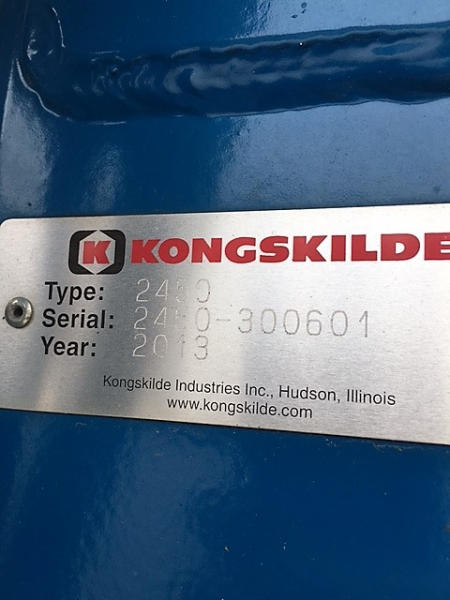 K KONGSKILDE
Type: 2450
Serial: 2450-300601
Year: 2013
Kongskilde Industries Inc., Hudson, Illinois
www.kongskilde.com